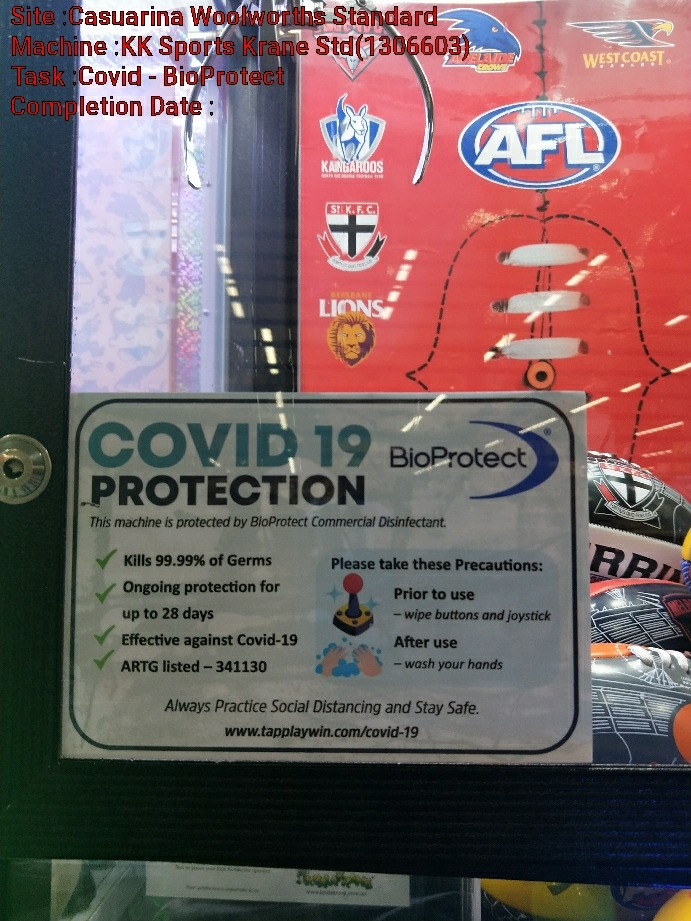 Site :Casuarina Woolworths Standard
Machine :KK Sports Krane Std(1306603)
Task :Covid - BioProtect
Completion Date :
ADELAIDE
CROWS
WEST COAST
EAGLES
KANGAROOS
AFL
ST.K.F.C.
BRISBANE
LIONS
COVID 19
PROTECTION
BioProtect®
This machine is protected by BioProtect Commercial Disinfectant.
Kills 99.99% of Germs
Ongoing protection for
up to 28 days
Effective against Covid-19
ARTG listed – 341130
Please take these Precautions:
Prior to use
– wipe buttons and joystick
After use
– wash your hands
Always Practice Social Distancing and Stay Safe.
www.tapplaywin.com/covid-19